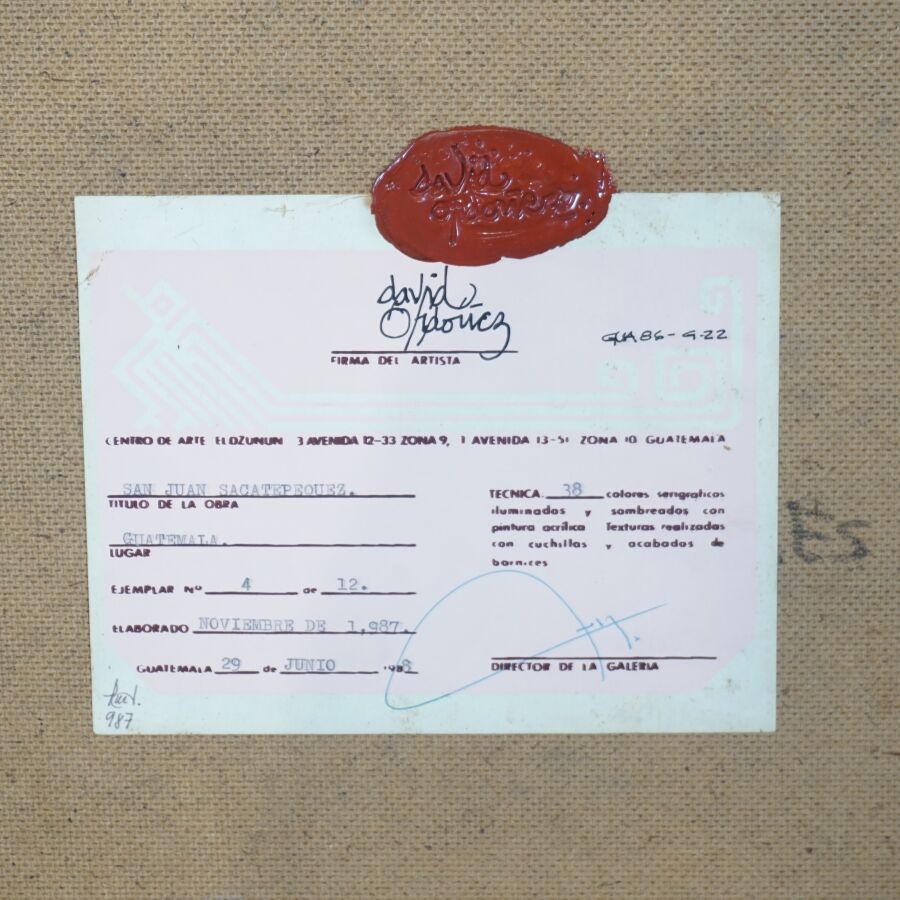 david
Ordoñez
david
Ordoñez
GUA86-G-22
FIRMA DEL ARTISTA
CENTRO DE ARTE EL DZUNUN 3 AVENIDA 12-33 ZONA 9, 1 AVENIDA 13-51 ZONA 10 GUATEMALA
SAN JUAN SACATEPEQUEZ.
TITULO DE LA OBRA
GUATEMALA.
LUGAR
EJEMPLAR Nº 4 de 12.
ELABORADO NOVIEMBRE DE 1,987.
GUATEMALA 29 de JUNIO 1988
TECNICA. 38 colores serigraficos
iluminados y sombreados con
pintura acrílica Texturas realizadas
con cuchillas y acabados de
barnices
DIRECTOR DE LA GALERIA
987